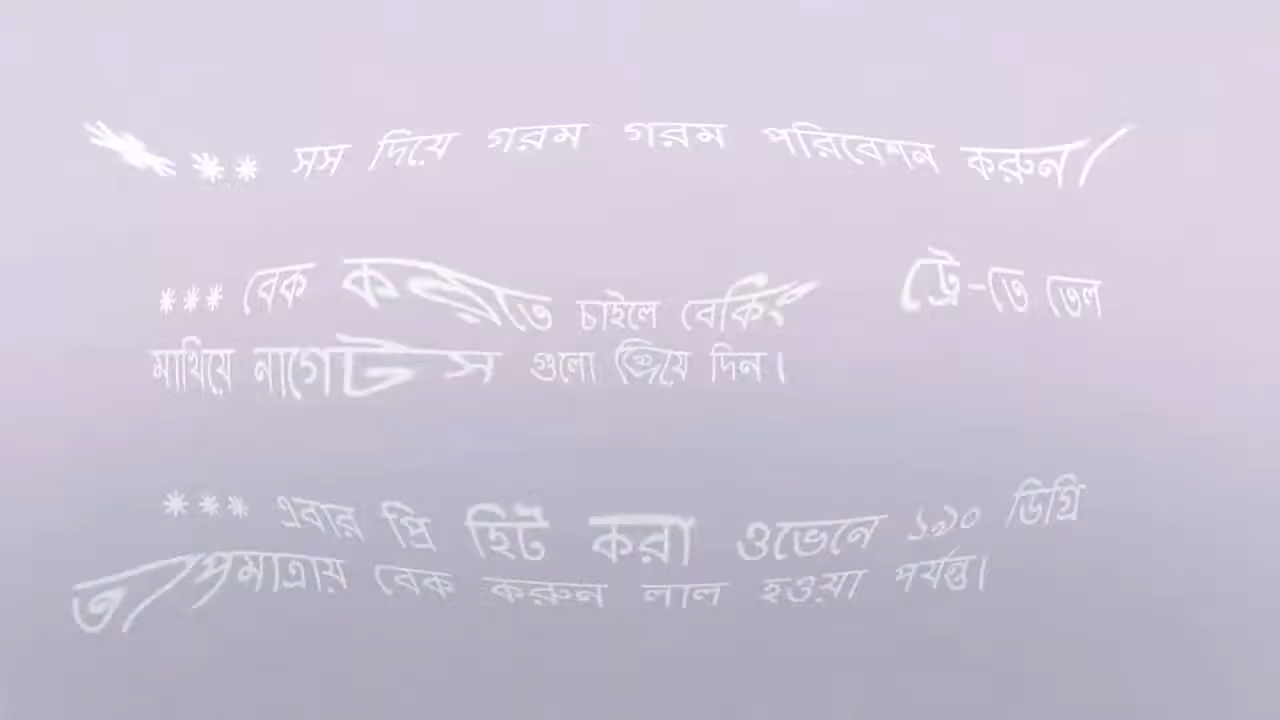 *** সস দিয়ে গরম গরম পরিবেশন করুন।
*** বেক করতে চাইলে বেকিং ট্রে-তে তেল
মাখিয়ে নাগেটস গুলো দিন।
*** এবার প্রি হিট করা ওভেনে ১৯০ ডিগ্রি
তাপমাত্রায় বেক করুন লাল হওয়া পর্যন্ত।